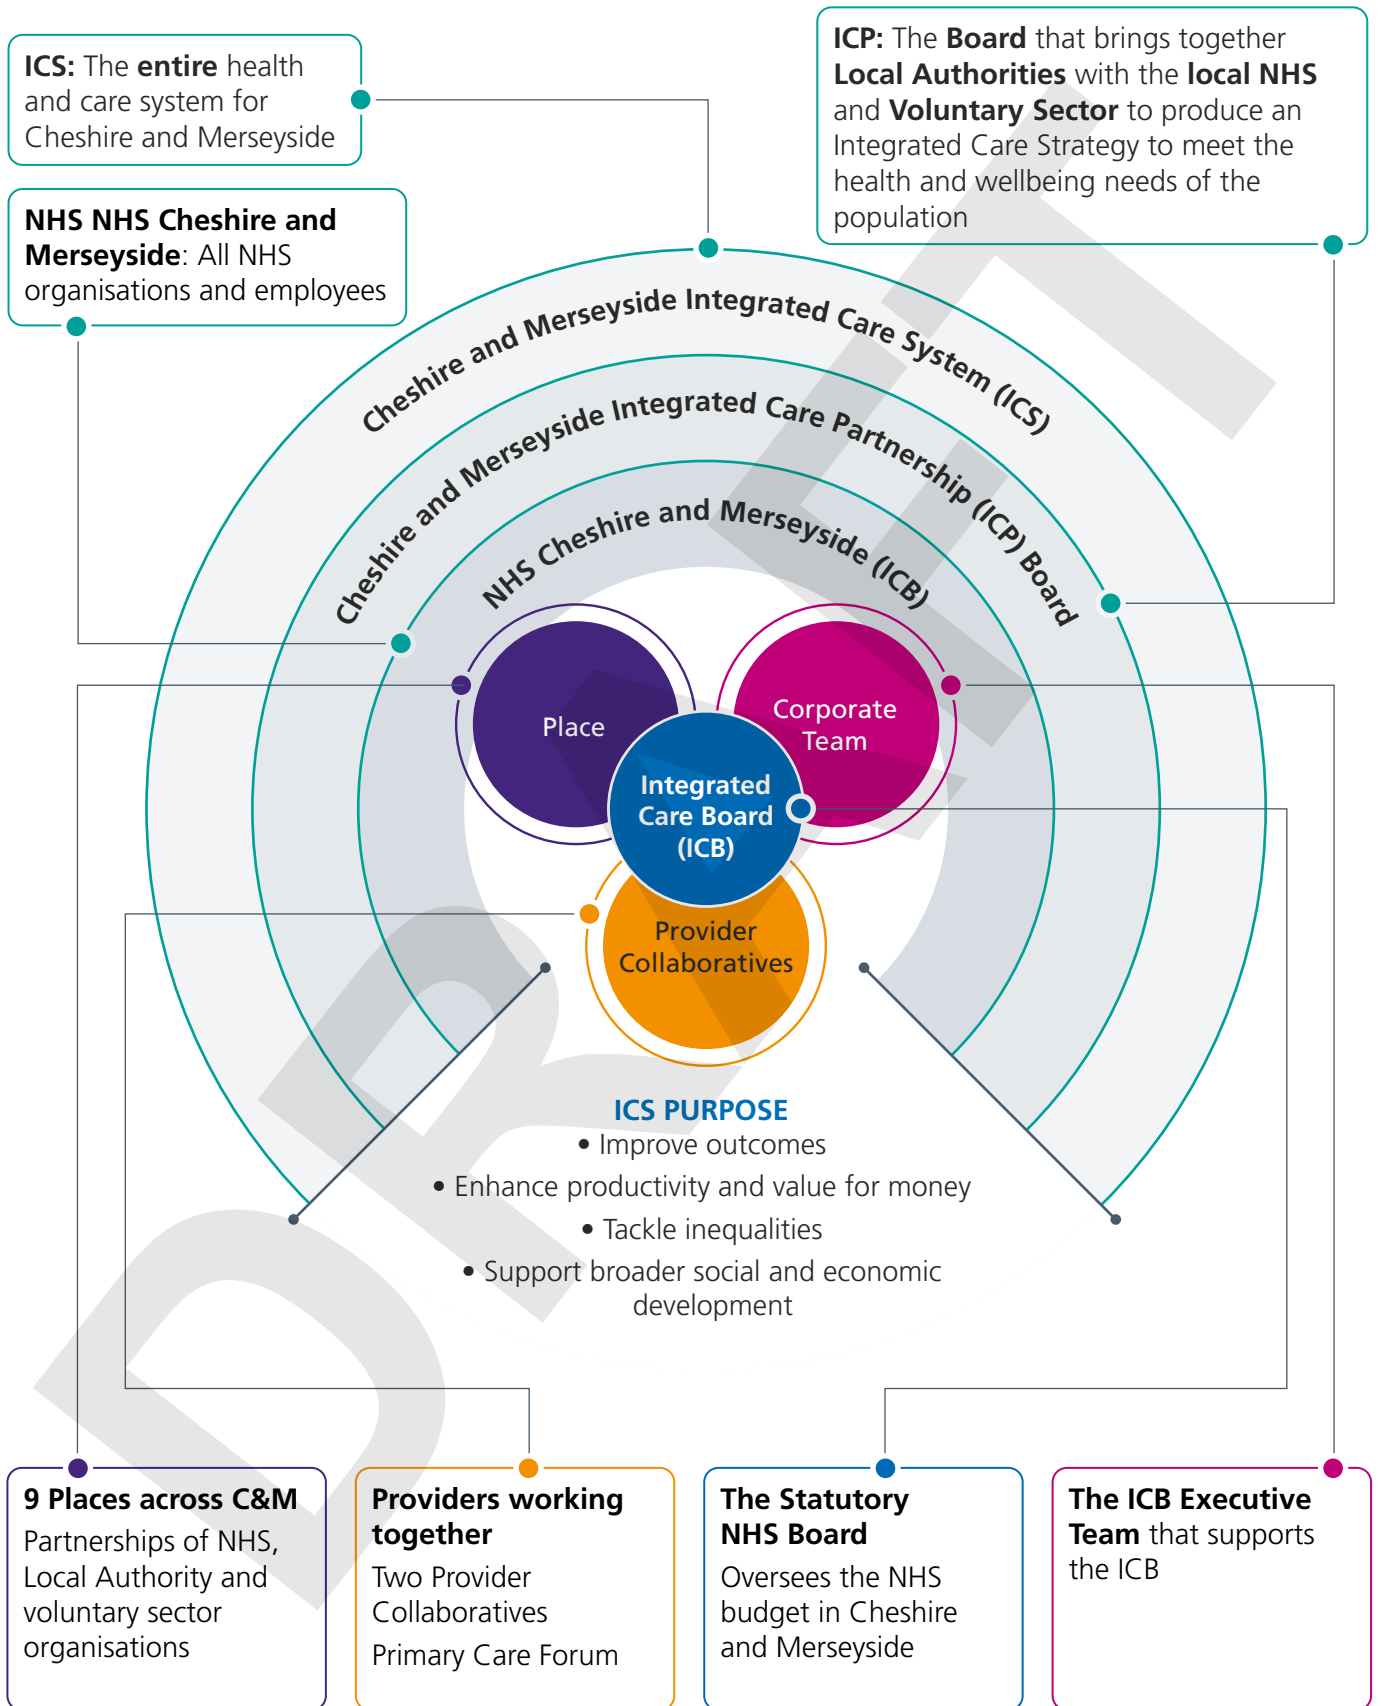 ICS: The entire health
and care system for
Cheshire and Merseyside
ICP: The Board that brings together
Local Authorities with the local NHS
and Voluntary Sector to produce an
Integrated Care Strategy to meet the
health and wellbeing needs of the
population
NHS NHS Cheshire and
Merseyside: All NHS
organisations and employees
Cheshire and Merseyside Integrated Care System (ICS)
Cheshire and Merseyside Integrated Care Partnership (ICP) Board
NHS Cheshire and Merseyside (ICB)
Place
Corporate
Team
Integrated
Care Board
(ICB)
Provider
Collaboratives
ICS PURPOSE
• Improve outcomes
• Enhance productivity and value for money
• Tackle inequalities
• Support broader social and economic
development
9 Places across C&M
Partnerships of NHS,
Local Authority and
voluntary sector
organisations
Providers working
together
Two Provider
Collaboratives
Primary Care Forum
The Statutory
NHS Board
Oversees the NHS
budget in Cheshire
and Merseyside
The ICB Executive
Team that supports
the ICB
DRAFT